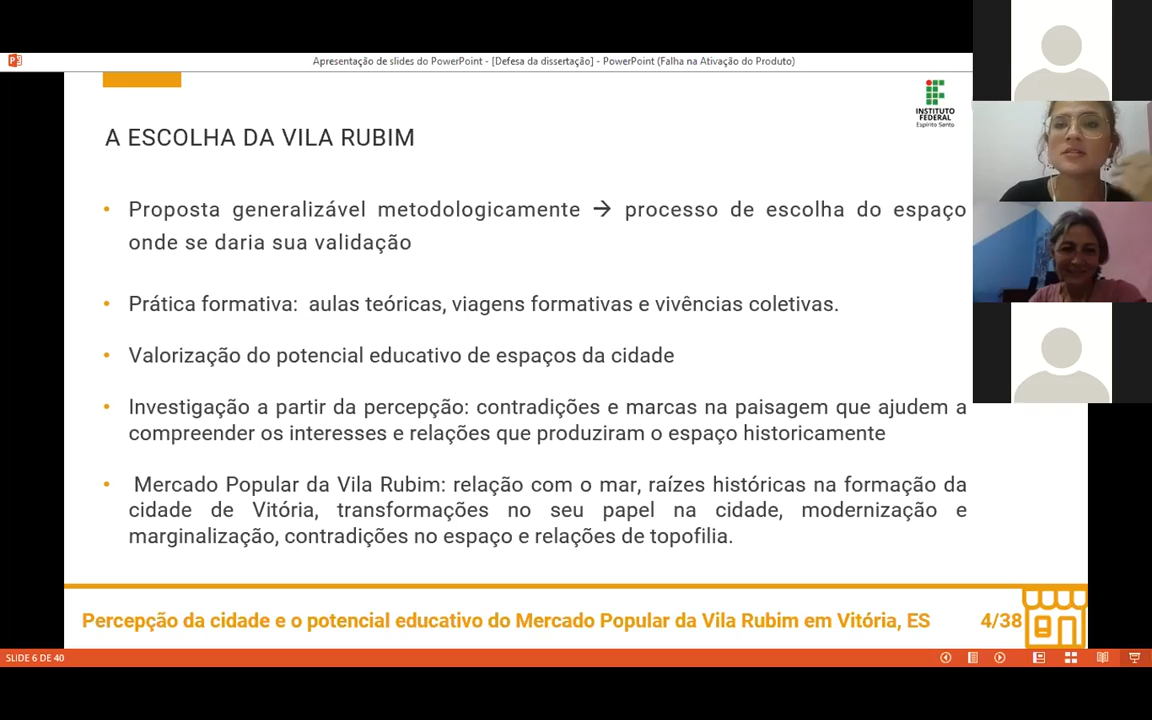 Apresentação de slides do PowerPoint - [Defesa da dissertação] - PowerPoint (Falha na Ativação do Produto)
INSTITUTO
FEDERAL
Espírito Santo
A ESCOLHA DA VILA RUBIM
• Proposta generalizável metodologicamente → processo de escolha do espaço
onde se daria sua validação
• Prática formativa: aulas teóricas, viagens formativas e vivências coletivas.
• Valorização do potencial educativo de espaços da cidade
• Investigação a partir da percepção: contradições e marcas na paisagem que ajudem a
compreender os interesses e relações que produziram o espaço historicamente
• Mercado Popular da Vila Rubim: relação com o mar, raízes históricas na formação da
cidade de Vitória, transformações no seu papel na cidade, modernização e
marginalização, contradições no espaço e relações de topofilia.
Percepção da cidade e o potencial educativo do Mercado Popular da Vila Rubim em Vitória, ES 4/38
SLIDE 6 DE 40